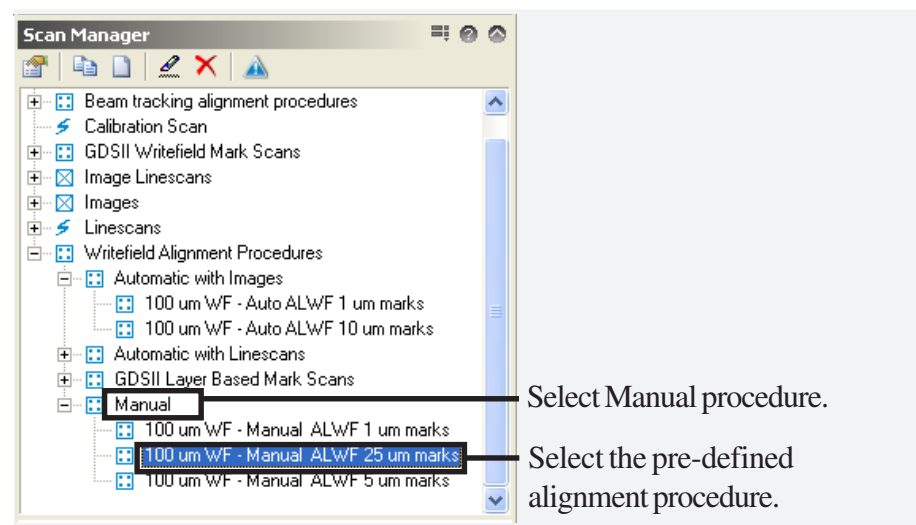 Scan Manager
Beam tracking alignment procedures
Calibration Scan
GDSII Writefield Mark Scans
Image Linescans
Images
Linescans
Writefield Alignment Procedures
Automatic with Images
100 um WF - Auto ALWF 1 um marks
100 um WF - Auto ALWF 10 um marks
Automatic with Linescans
GDSII Layer Based Mark Scans
Manual
Select Manual procedure.
100 um WF - Manual ALWF 1 um marks
100 um WF - Manual ALWF 25 um marks
100 um WF - Manual ALWF 5 um marks
Select the pre-defined
alignment procedure.